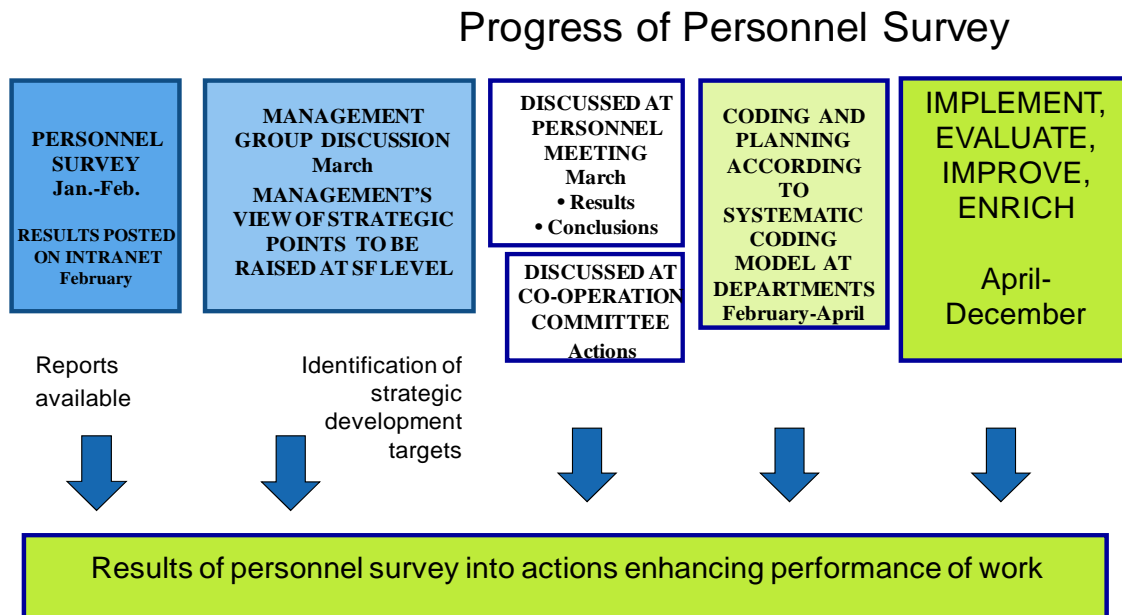 Progress of Personnel Survey
PERSONNEL
SURVEY
Jan.-Feb.
RESULTS POSTED
ON INTRANET
February
MANAGEMENT
GROUP DISCUSSION
March
MANAGEMENT'S
VIEW OF STRATEGIC
POINTS TO BE
RAISED AT SF LEVEL
DISCUSSED AT
PERSONNEL
MEETING
March
• Results
• Conclusions
DISCUSSED AT
CO-OPERATION
COMMITTEE
Actions
CODING AND
PLANNING
ACCORDING
TO
SYSTEMATIC
CODING
MODEL AT
DEPARTMENTS
February-April
IMPLEMENT,
EVALUATE,
IMPROVE,
ENRICH
April-
December
Reports
available
Identification of
strategic
development
targets
Results of personnel survey into actions enhancing performance of work